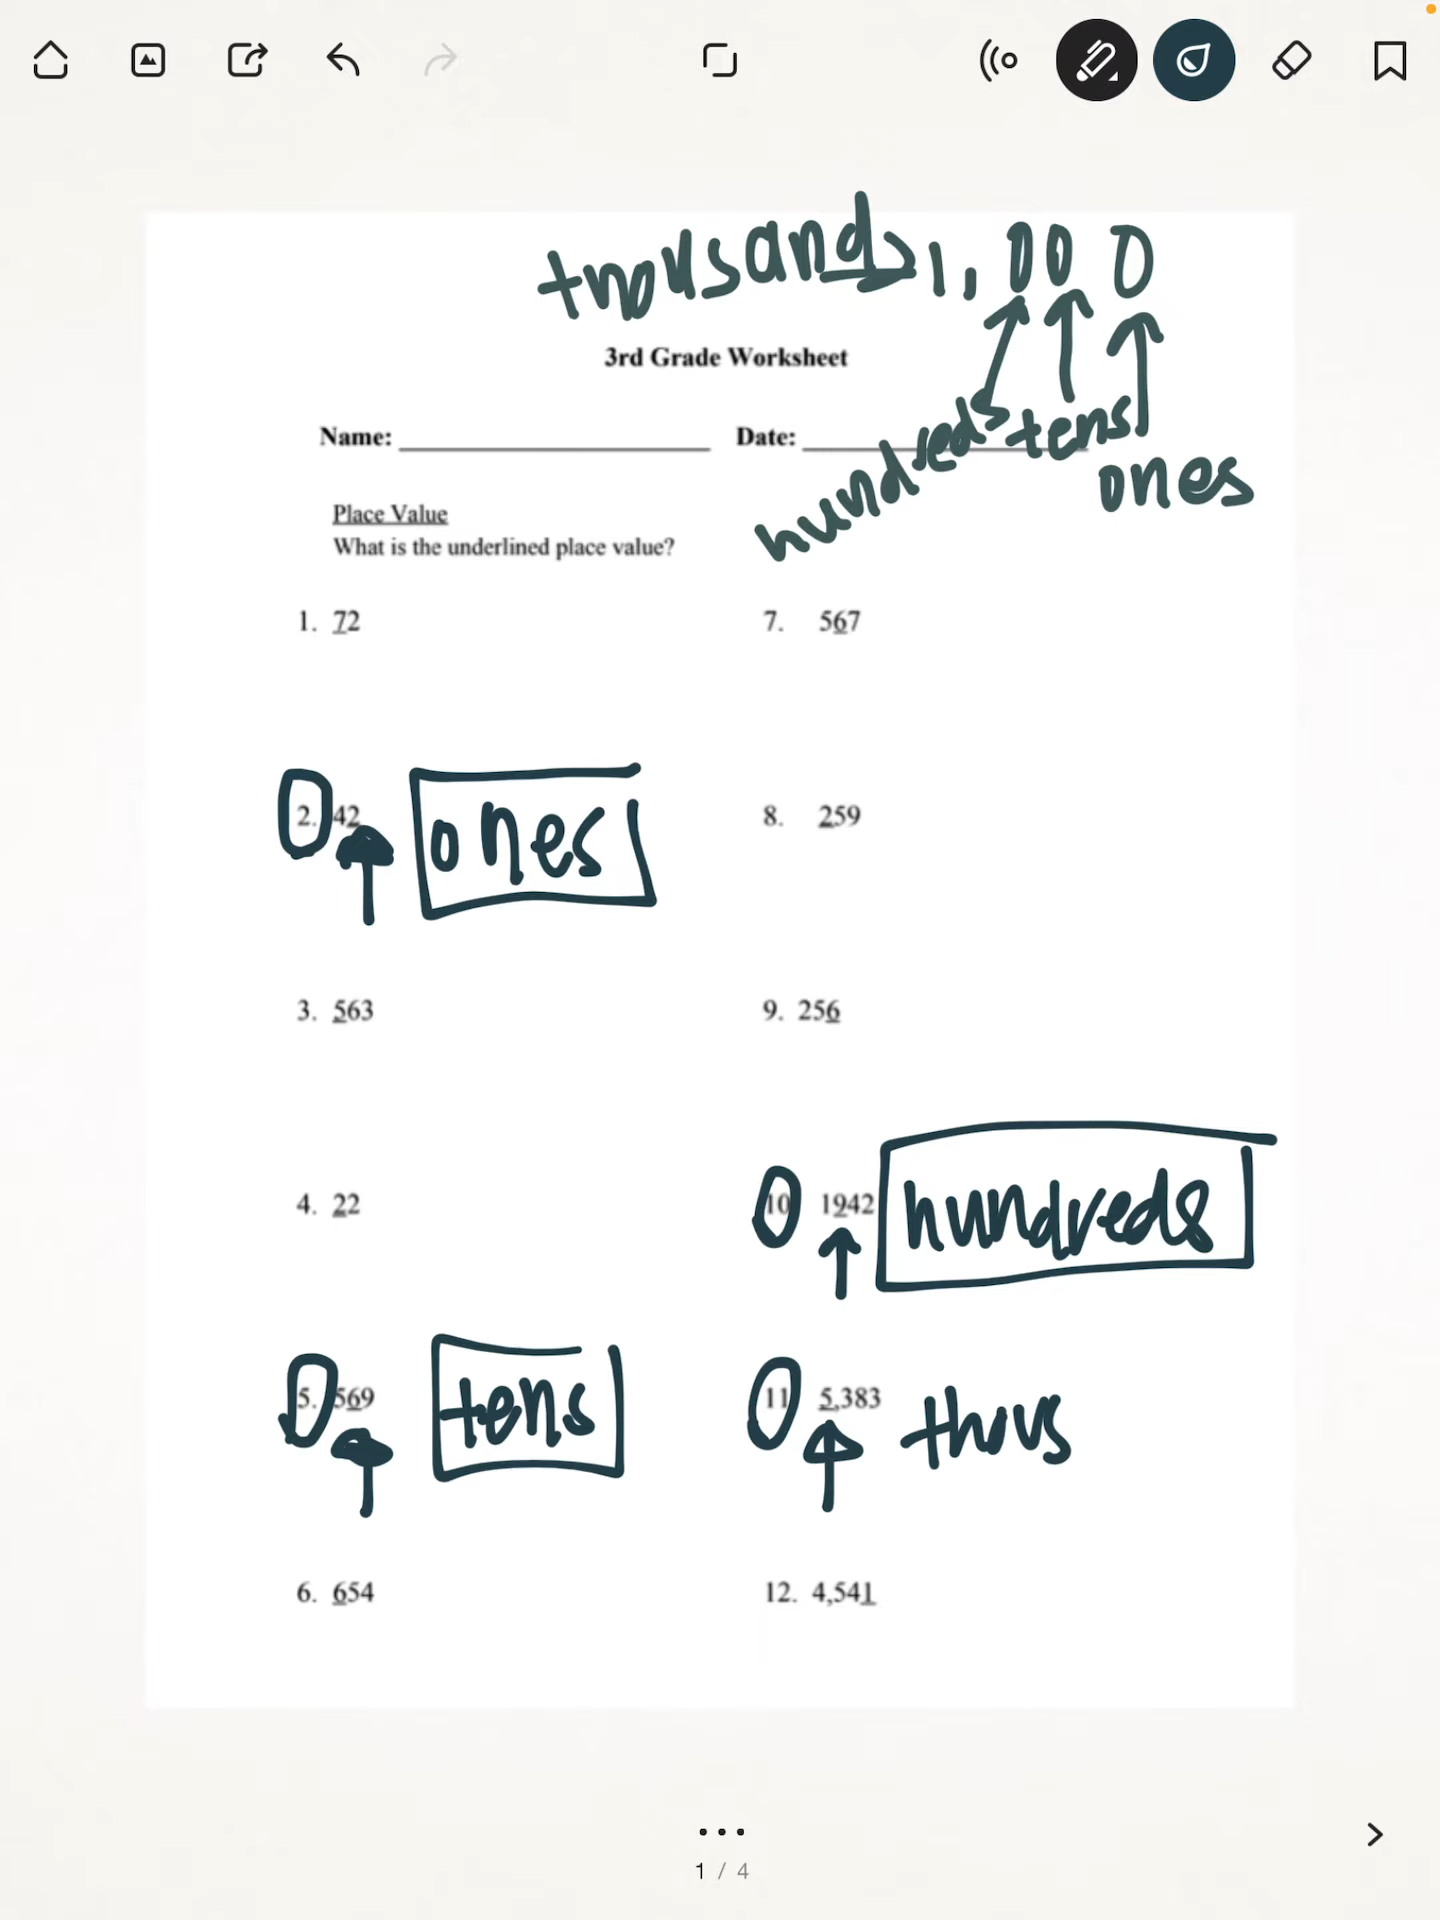 thousands 1,000
3rd Grade Worksheet
Name: Date:
hundreds tens ones
Place Value
What is the underlined place value?
1. 72
7. 567
2. 42 ones
8. 259
3. 563
9. 256
4. 22
10 1942 hundreds
5. 569 tens
11 5,383 thous
6. 654
12. 4,541
1 / 4